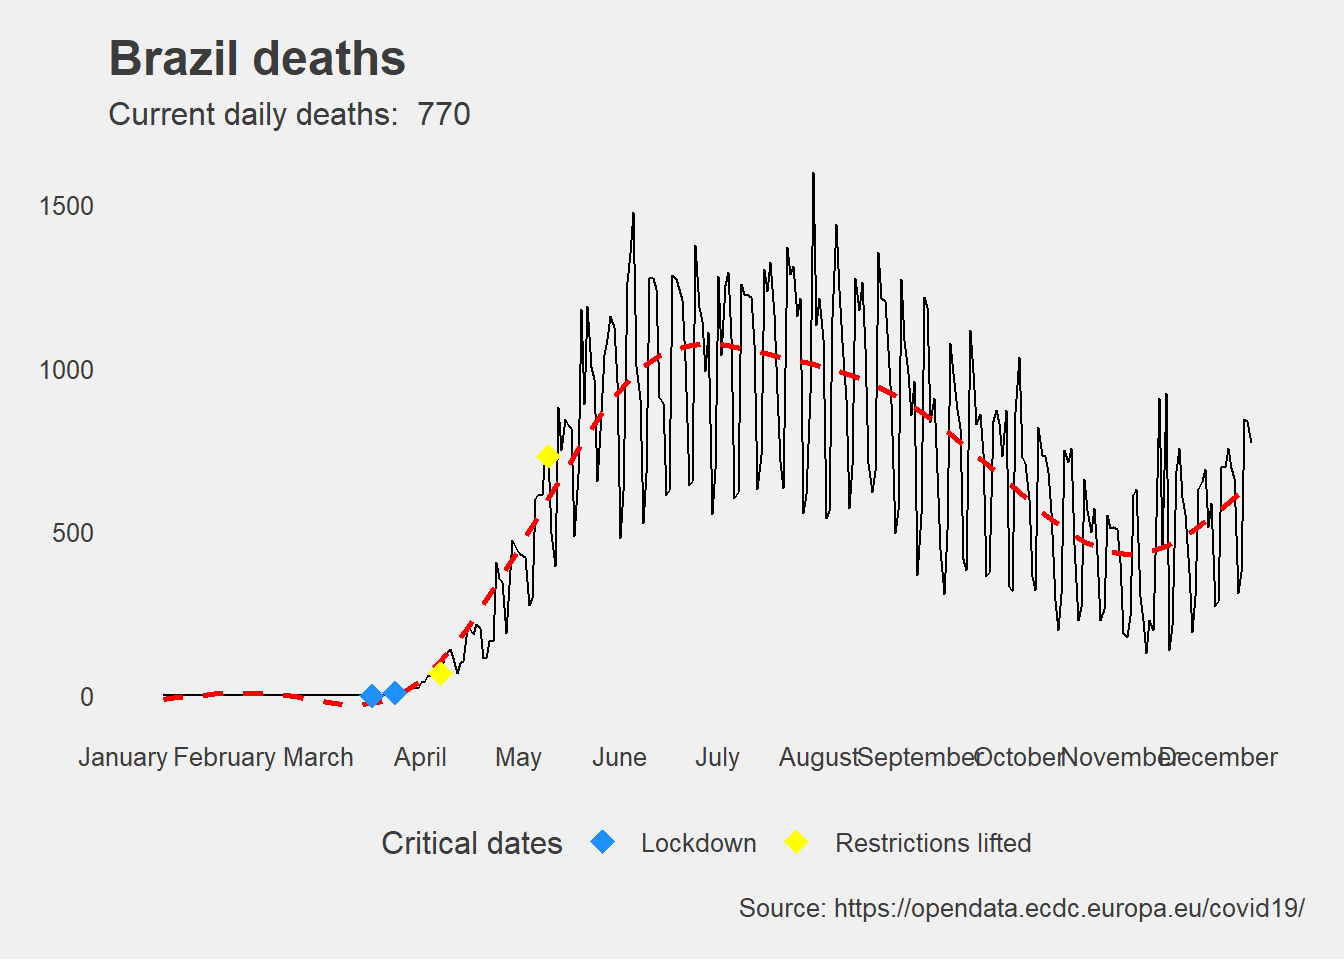 Brazil deaths
Current daily deaths: 770
1500
1000
500
0
January February March April May June July August September October November December
Critical dates Lockdown Restrictions lifted
Source: https://opendata.ecdc.europa.eu/covid19/